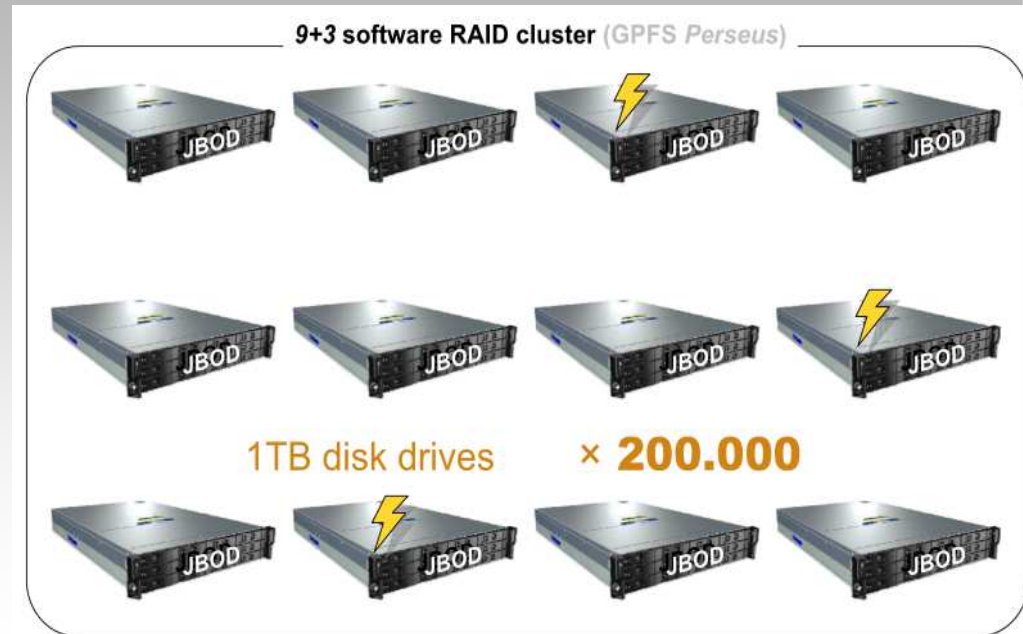 9+3 software RAID cluster (GPFS Perseus)
JBOD JBOD JBOD JBOD
JBOD JBOD JBOD JBOD
1TB disk drives × 200.000
JBOD JBOD JBOD JBOD